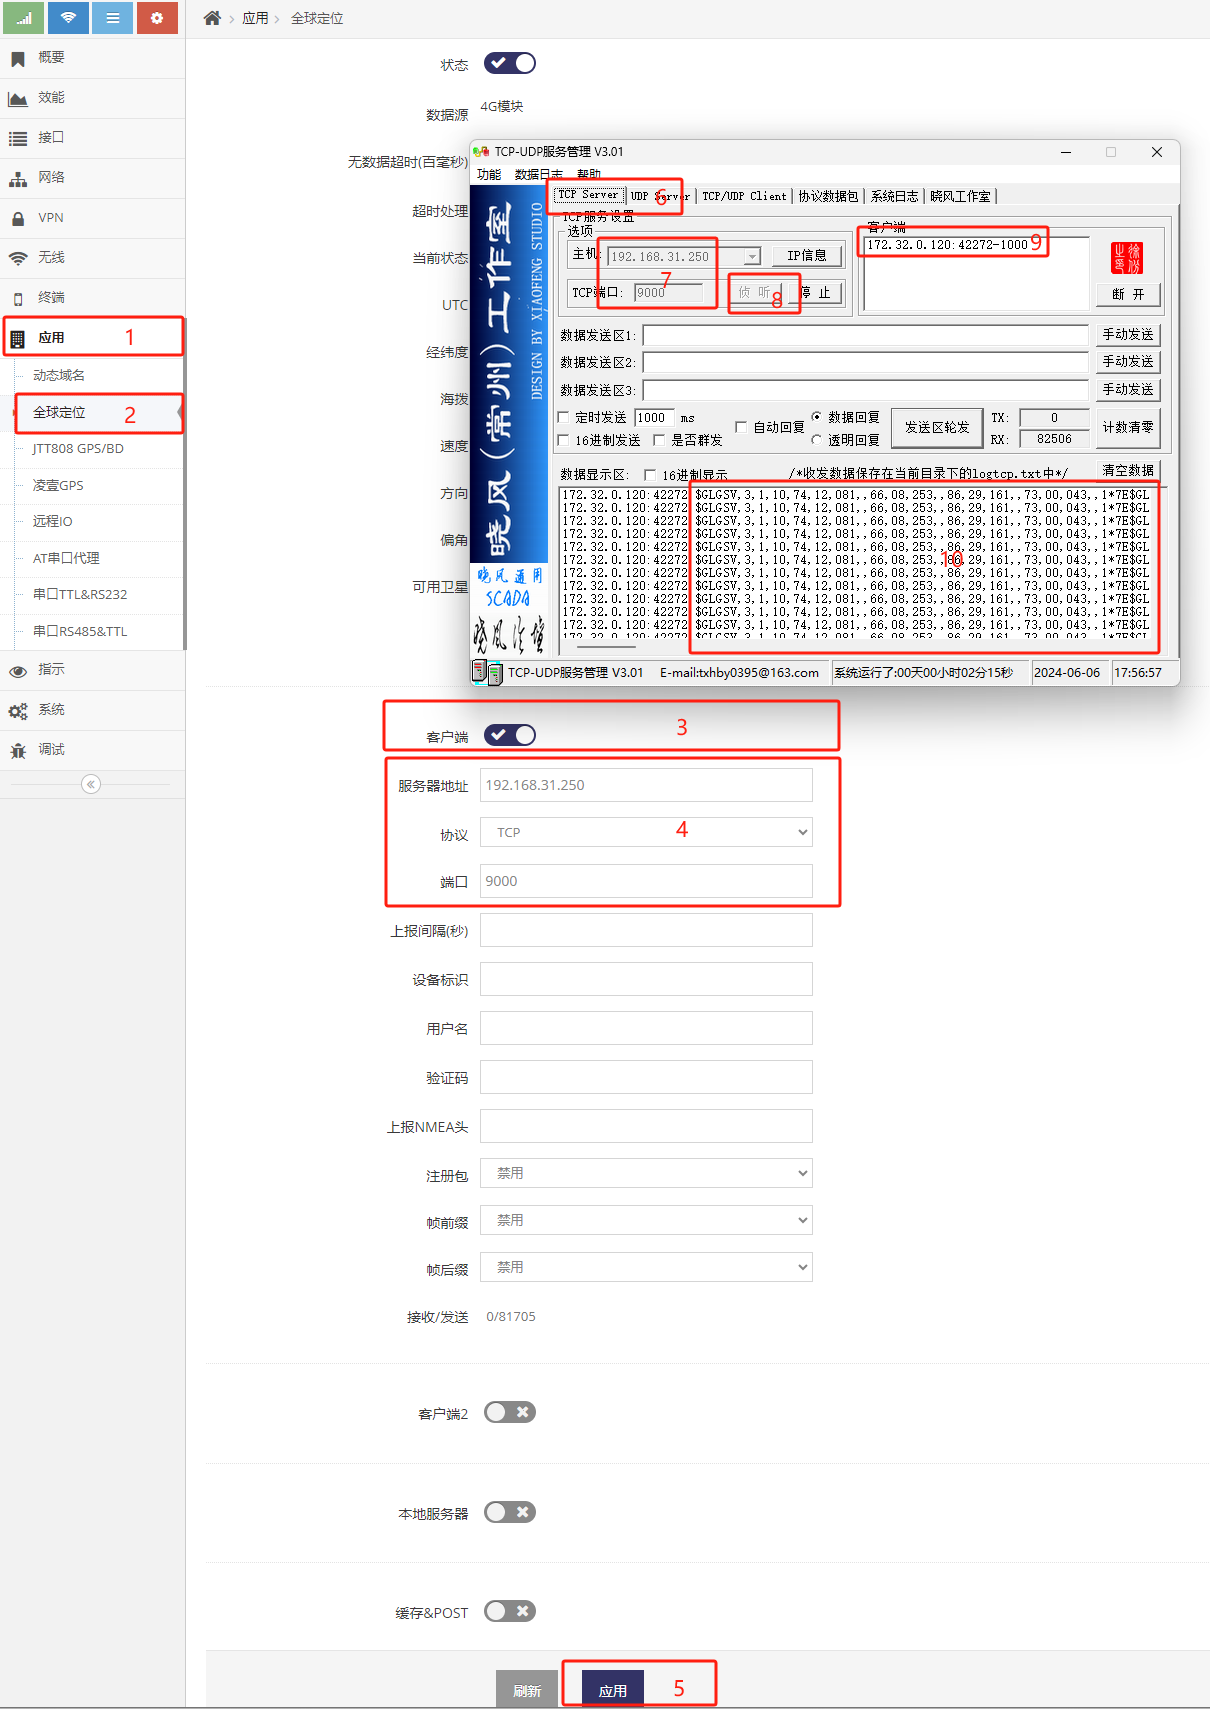 应用
全球定位
概要
效能
接口
网络
VPN
无线
终端
应用
1
动态域名
全球定位
2
JTT808 GPS/BD
凌壹GPS
远程IO
AT串口代理
串口TTL&RS232
串口RS485&TTL
指示
系统
调试
状态
数据源
4G模块
无数据超时(百毫秒)
超时处理
当前状态
UTC
经纬度
海拨
速度
方向
偏角
可用卫星
TCP-UDP服务管理 V3.01
功能 数据日志 帮助
TCP Server
UDP Server
6
TCP/UDP Client
协议数据包
系统日志
晓风工作室
晓风(常州)工作室
DESIGN BY XIAOFENG STUDIO
晓风通用
SCADA
晓风论坛
TCP服务设置
选项
主机:
192.168.31.250
IP信息
7
TCP端口:
9000
侦 听
8
停 止
客户端
172.32.0.120:42272-1000
9
断 开
数据发送区1:
手动发送
数据发送区2:
手动发送
数据发送区3:
手动发送
定时发送
1000 ms
16进制发送
是否群发
自动回复
数据回复
透明回复
发送区轮发
TX: 0
RX: 82506
计数清零
数据显示区:
16进制显示
/*收发数据保存在当前目录下的logtcp.txt中*/
清空数据
172.32.0.120:42272 $GLGSV,3,1,10,74,12,081,,66,08,253,,86,29,161,,73,00,043,,1*7E$GL
172.32.0.120:42272 $GLGSV,3,1,10,74,12,081,,66,08,253,,86,29,161,,73,00,043,,1*7E$GL
172.32.0.120:42272 $GLGSV,3,1,10,74,12,081,,66,08,253,,86,29,161,,73,00,043,,1*7E$GL
172.32.0.120:42272 $GLGSV,3,1,10,74,12,081,,66,08,253,,86,29,161,,73,00,043,,1*7E$GL
172.32.0.120:42272 $GLGSV,3,1,10,74,12,081,,66,08,253,,86,29,161,,73,00,043,,1*7E$GL
172.32.0.120:42272 $GLGSV,3,1,10,74,12,081,,66,08,253,,86,29,161,,73,00,043,,1*7E$GL
10
172.32.0.120:42272 $GLGSV,3,1,10,74,12,081,,66,08,253,,86,29,161,,73,00,043,,1*7E$GL
172.32.0.120:42272 $GLGSV,3,1,10,74,12,081,,66,08,253,,86,29,161,,73,00,043,,1*7E$GL
172.32.0.120:42272 $GLGSV,3,1,10,74,12,081,,66,08,253,,86,29,161,,73,00,043,,1*7E$GL
172.32.0.120:42272 $GLGSV,3,1,10,74,12,081,,66,08,253,,86,29,161,,73,00,043,,1*7E$GL
172.32.0.120:42272 $GLGSV,3,1,10,74,12,081,,66,08,253,,86,29,161,,73,00,043,,1*7E$GL
172.32.0.120:42272 $GLGSV,3,1,10,74,12,081,,66,08,253,,86,29,161,,73,00,043,,1*7E$GL
TCP-UDP服务管理 V3.01
E-mail:txhby0395@163.com
系统运行了:00天00小时02分15秒
2024-06-06
17:56:57
客户端
3
服务器地址
192.168.31.250
协议
TCP
4
端口
9000
上报间隔(秒)
设备标识
用户名
验证码
上报NMEA头
注册包
禁用
帧前缀
禁用
帧后缀
禁用
接收/发送
0/81705
客户端2
本地服务器
缓存&POST
刷新
应用
5